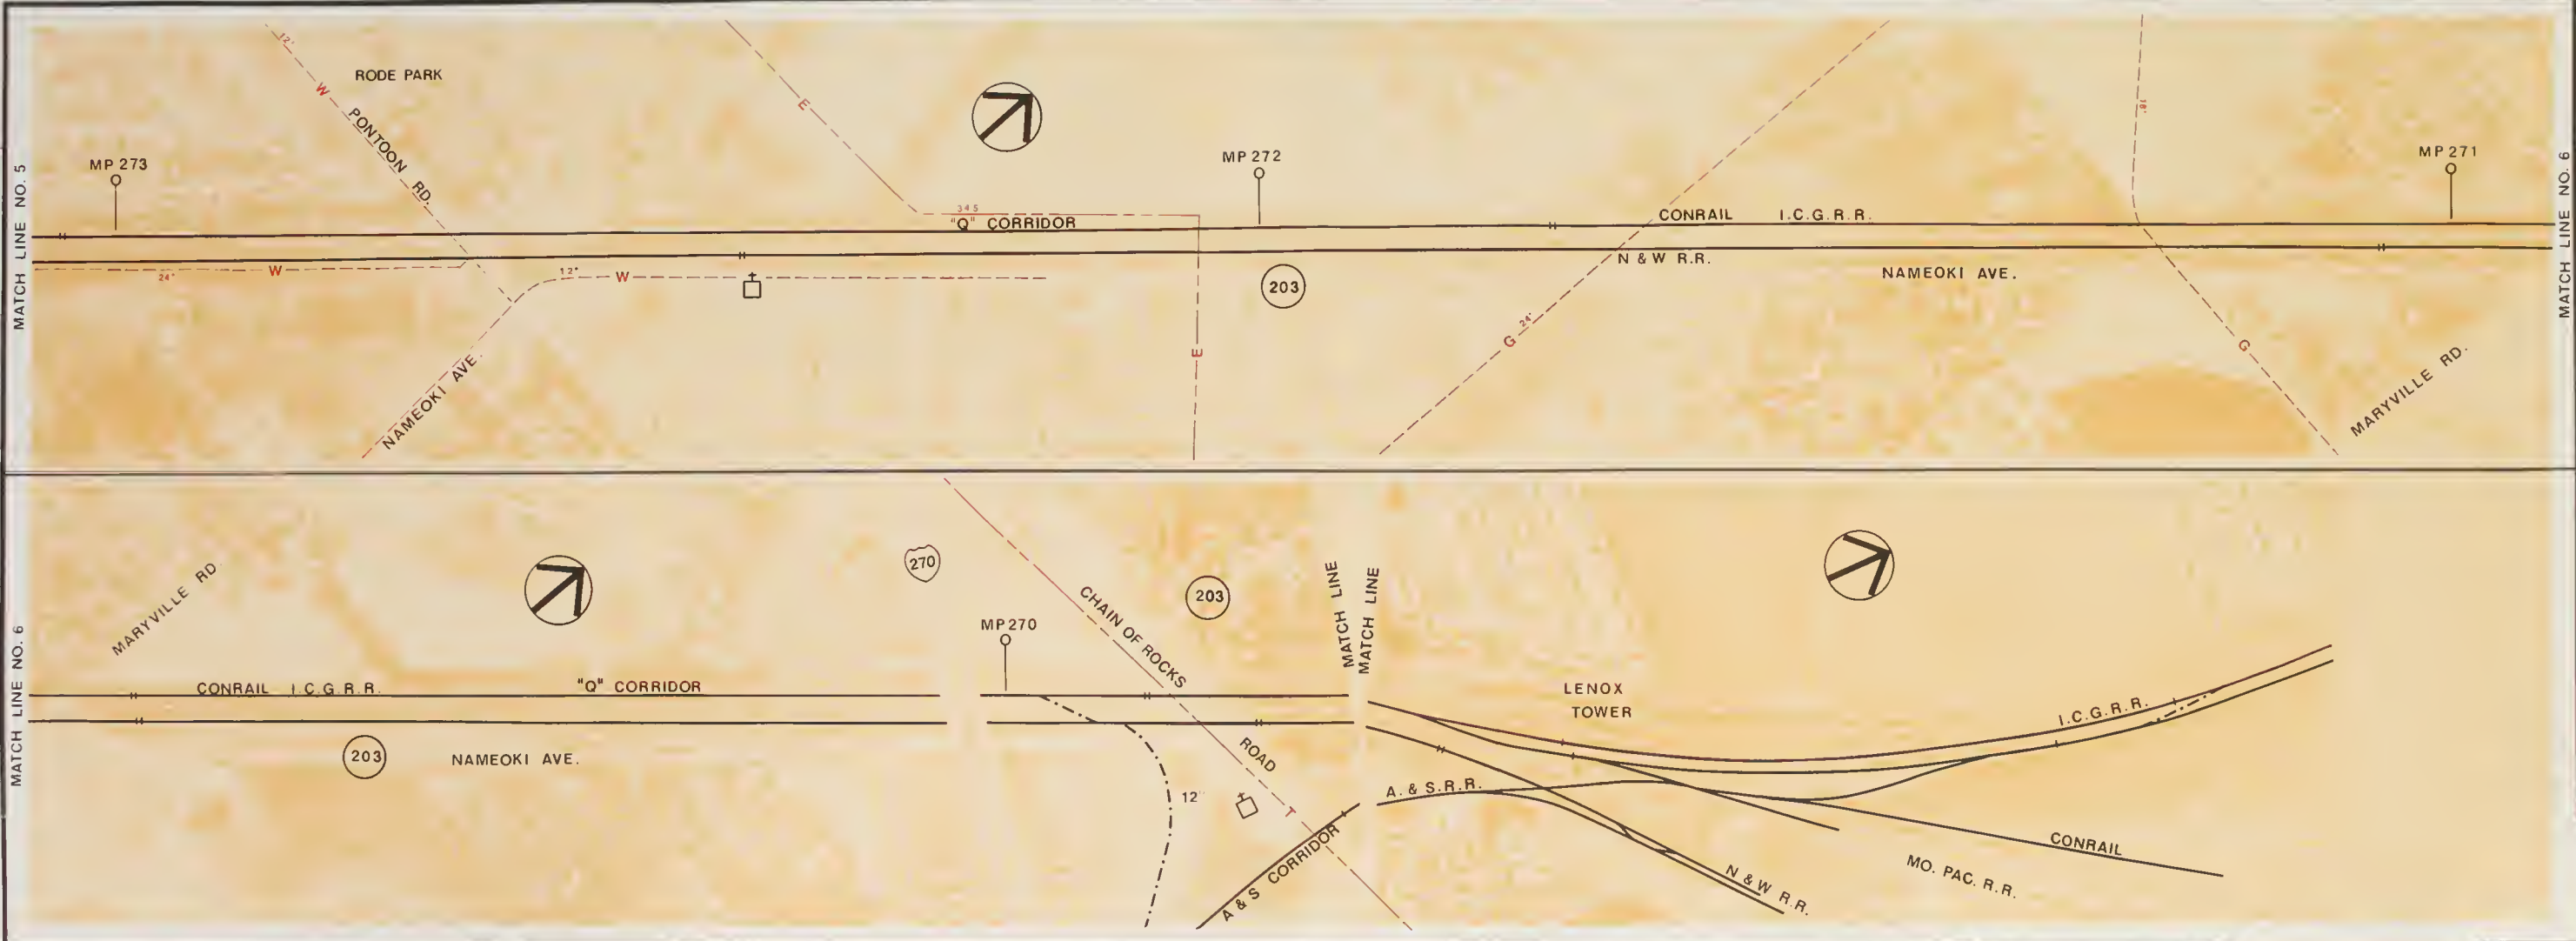 MATCH LINE NO. 5
12"
W
RODE PARK
PONTOON RD.
MP 273
E
345
"Q" CORRIDOR
MP 272
CONRAIL I.C.G.R.R.
18"
MP 271
MATCH LINE NO. 6
24"
W
12"
W
203
N & W R.R.
NAMEOKI AVE.
NAMEOKI AVE.
E
G
24"
G
MARYVILLE RD.
MATCH LINE NO. 6
MARYVILLE RD
CONRAIL I.C.G.R.R.
"Q" CORRIDOR
203
NAMEOKI AVE.
270
MP 270
CHAIN OF ROCKS
ROAD
203
12"
T
A & S CORRIDOR
MATCH LINE
MATCH LINE
LENOX
TOWER
A. & S.R.R.
I.C.G.R.R.
CONRAIL
MO. PAC. R.R.
N & W R.R.